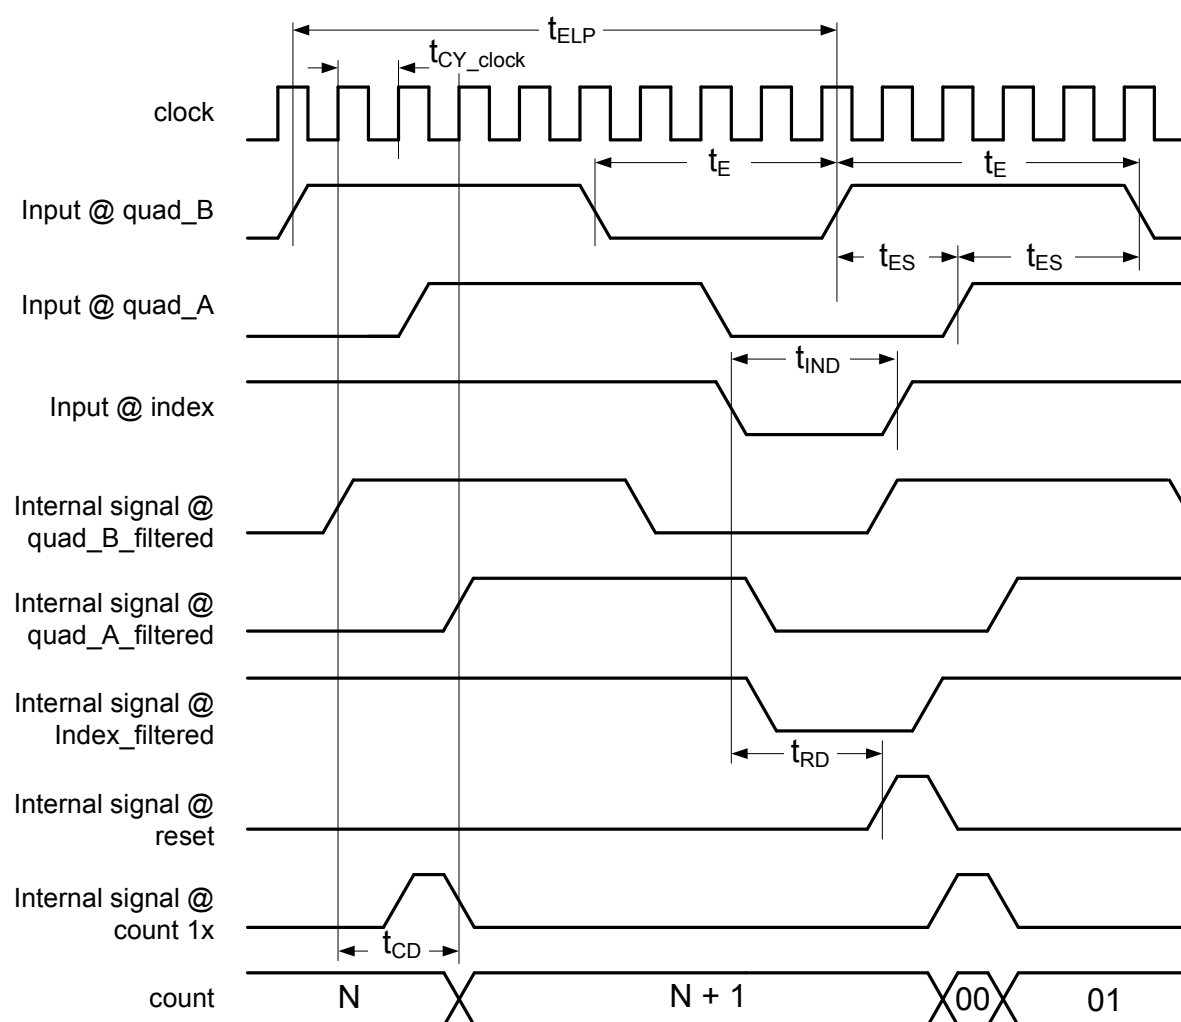 tELP
tCY_clock
clock
tE
tE
Input @ quad_B
tES
tES
Input @ quad_A
tIND
Input @ index
Internal signal @
quad_B_filtered
Internal signal @
quad_A_filtered
Internal signal @
Index_filtered
tRD
Internal signal @
reset
Internal signal @
count 1x
tCD
count
N
N + 1
00
01